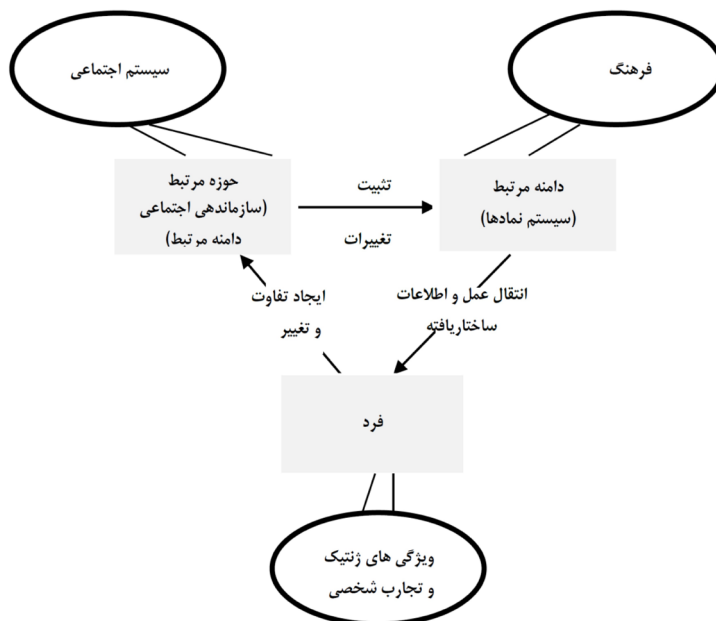 فرهنگ
سیستم اجتماعی
دامنه مرتبط
(سیستم نمادها)
تثبیت
تغییرات
حوزه مرتبط
(سازماندهی اجتماعی
دامنه مرتبط)
انتقال عمل و اطلاعات
ساختاریافته
ایجاد تفاوت
و تغییر
فرد
ویژگی های ژنتیک
و تجارب شخصی